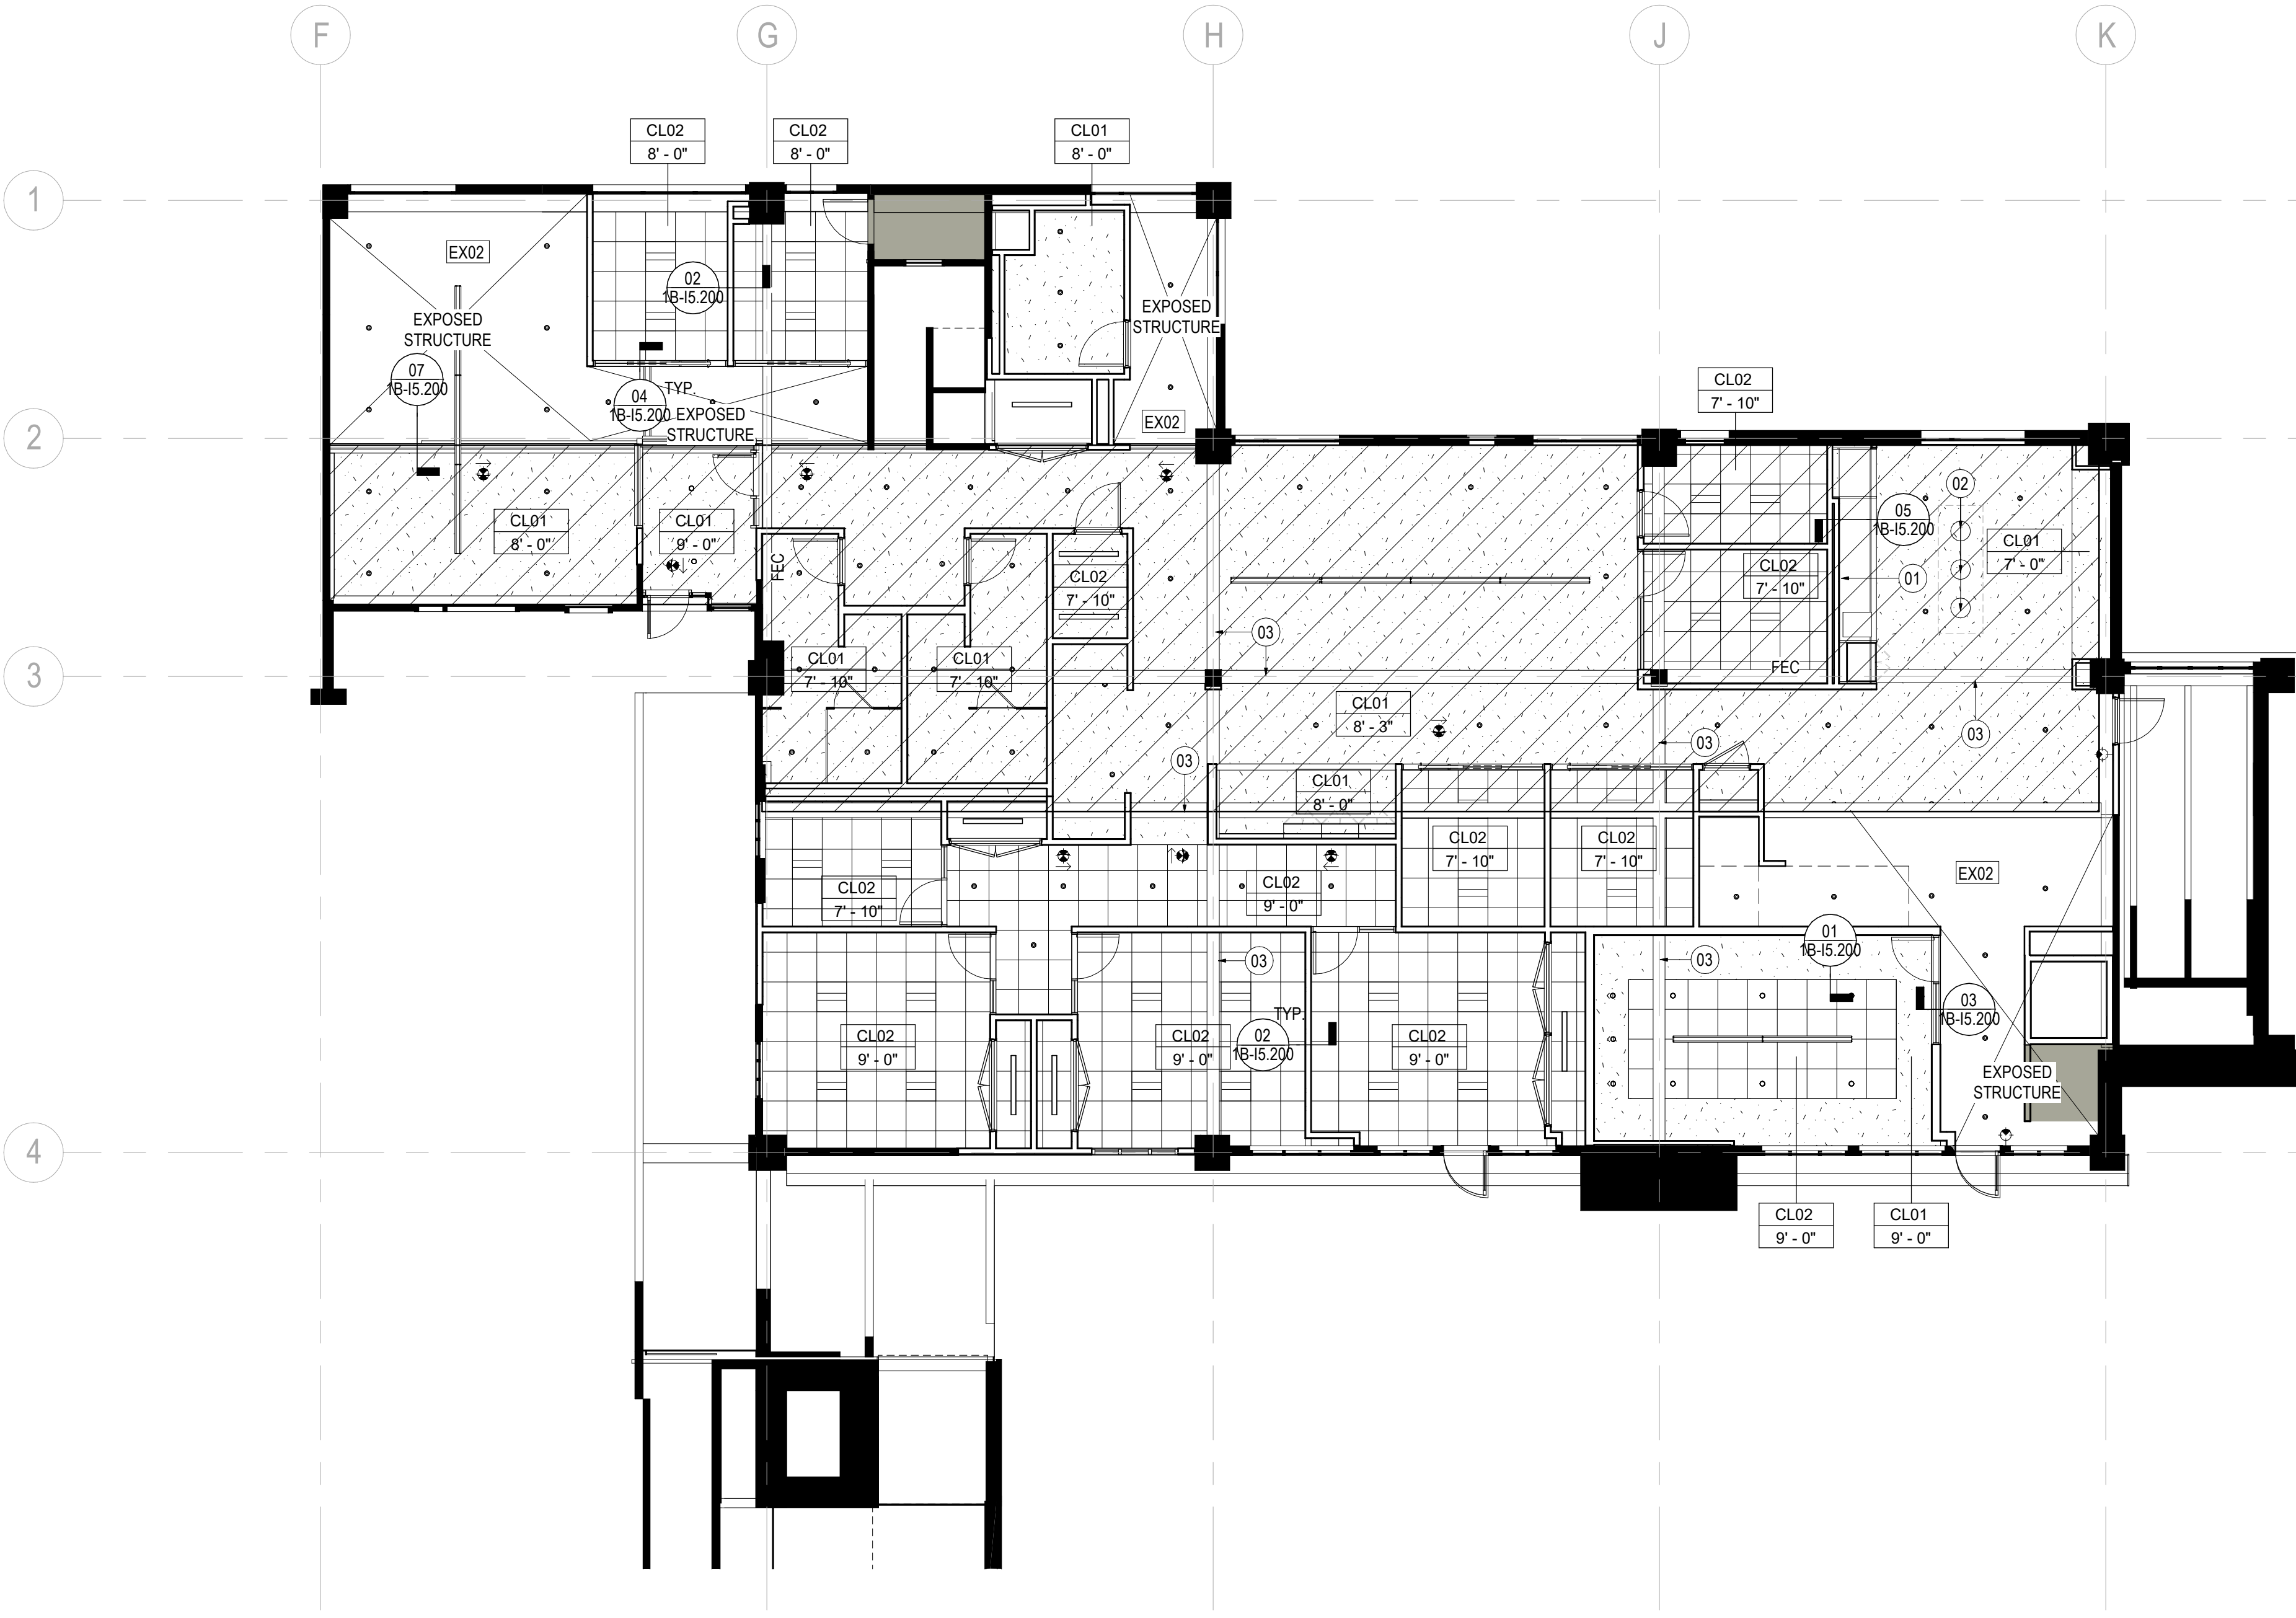 F
G
H
J
K
CL02
8' - 0"
CL02
8' - 0"
CL01
8' - 0"
1
EX02
02
1B-I5.200
EXPOSED
STRUCTURE
EXPOSED
STRUCTURE
07
1B-I5.200
04
1B-I5.200
TYP.
EXPOSED
STRUCTURE
EX02
CL02
7' - 10"
2
CL01
8' - 0"
CL01
9' - 0"
FEC
CL02
7' - 10"
05
1B-I5.200
02
CL01
7' - 0"
CL02
7' - 10"
01
03
3
CL01
7' - 10"
CL01
7' - 10"
FEC
CL01
8' - 3"
03
03
03
CL01
8' - 0"
CL02
7' - 10"
CL02
7' - 10"
CL02
7' - 10"
CL02
9' - 0"
EX02
01
1B-I5.200
03
03
03
1B-I5.200
TYP.
CL02
9' - 0"
CL02
9' - 0"
02
1B-I5.200
CL02
9' - 0"
EXPOSED
STRUCTURE
4
CL02
9' - 0"
CL01
9' - 0"